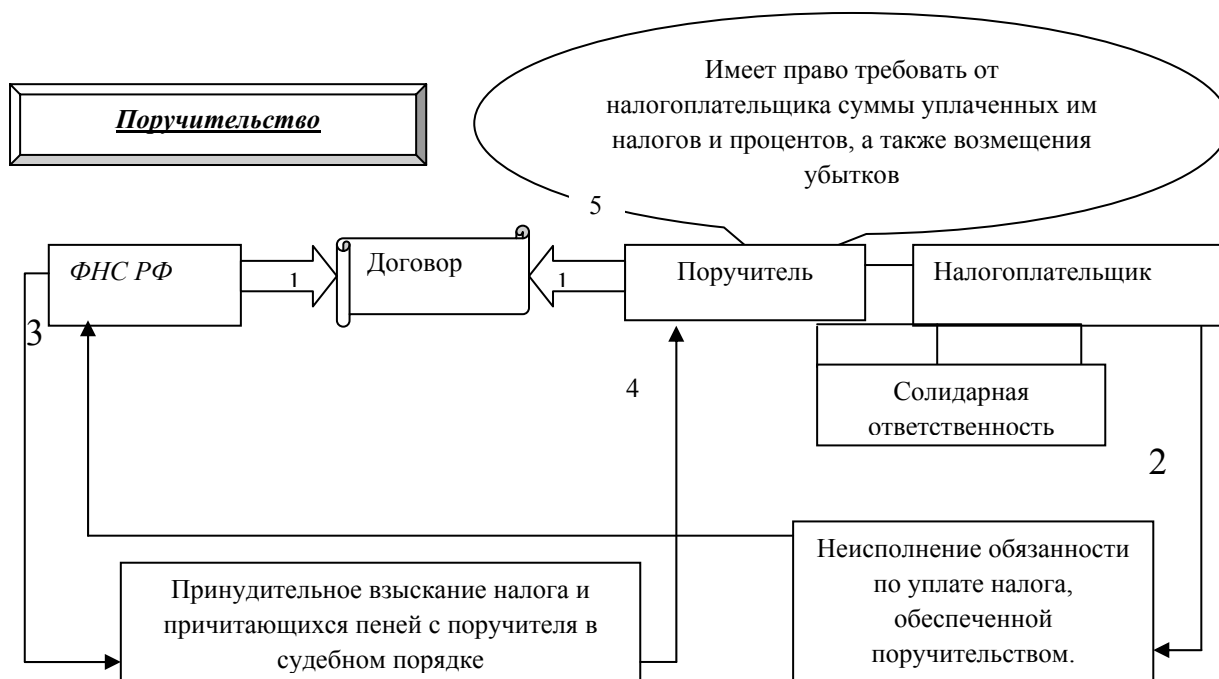 Поручительство
Имеет право требовать от
налогоплательщика суммы уплаченных им
налогов и процентов, а также возмещения
убытков
5
ФНС РФ
1
Договор
1
Поручитель
Налогоплательщик
3
4
Солидарная
ответственность
2
Принудительное взыскание налога и
причитающихся пеней с поручителя в
судебном порядке
Неисполнение обязанности
по уплате налога,
обеспеченной
поручительством.